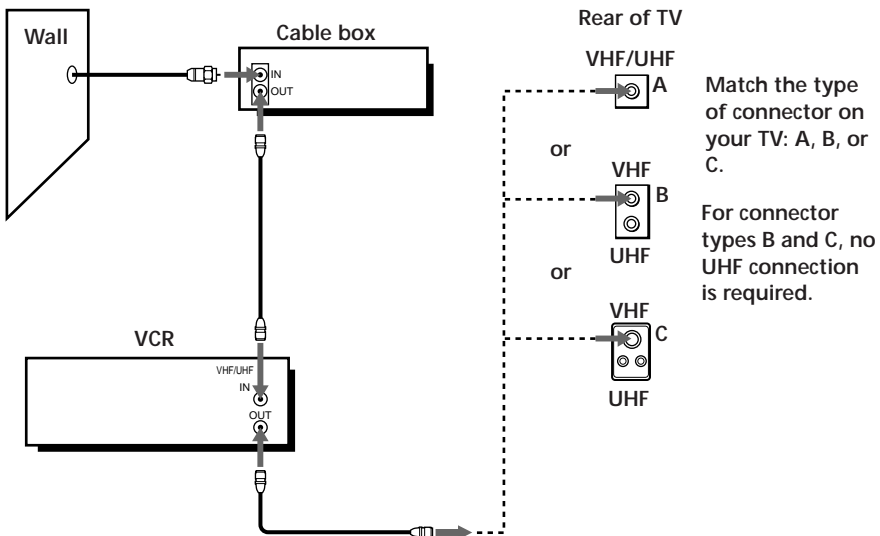 Wall
Cable box
IN
OUT
VCR
VHF/UHF
IN
OUT
Rear of TV
VHF/UHF
A
or
VHF
B
UHF
or
VHF
C
UHF
Match the type
of connector on
your TV: A, B, or
C.
For connector
types B and C, no
UHF connection
is required.